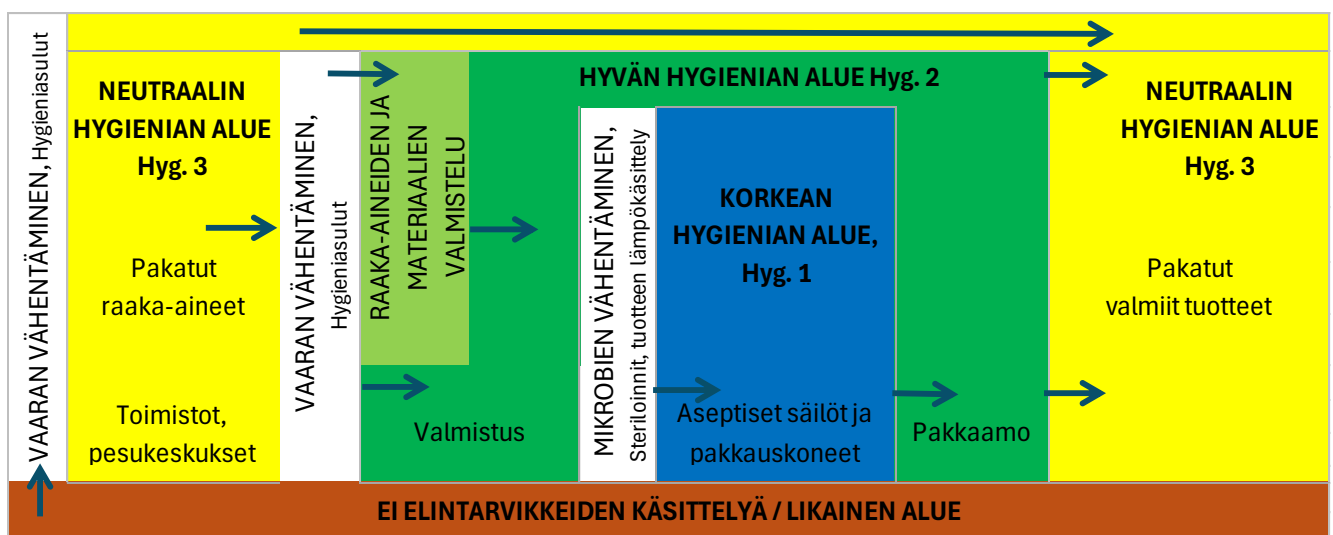 VAARAN VÄHENTÄMINEN, Hygieniasulut
NEUTRAALIN
HYGIENIAN ALUE
Hyg. 3
Pakatut
raaka-aineet
Toimistot,
pesukeskukset
VAARAN VÄHENTÄMINEN,
Hygieniasulut
RAAKA-AINEIDEN JA
MATERIAALIEN
VALMISTELU
HYVÄN HYGIENIAN ALUE Hyg. 2
Valmistus
MIKROBIEN VÄHENTÄMINEN,
Steriloinnit, tuotteen lämpökäsittely
KORKEAN
HYGIENIAN ALUE,
Hyg. 1
Aseptiset säilöt ja
pakkauskoneet
Pakkaamo
NEUTRAALIN
HYGIENIAN ALUE
Hyg. 3
Pakatut
valmiit tuotteet
EI ELINTARVIKKEIDEN KÄSITTELYÄ / LIKAINEN ALUE